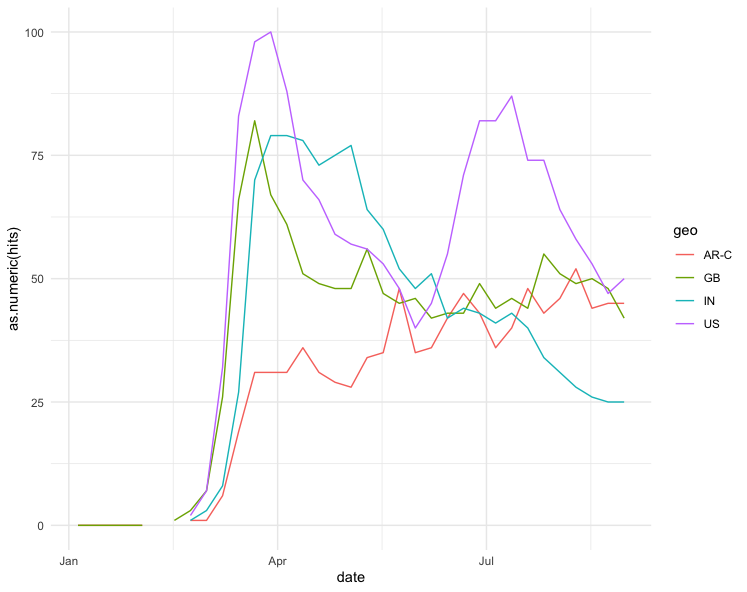 100
75
50
25
0
as.numeric(hits)
Jan
Apr
Jul
date
geo
AR-C
GB
IN
US